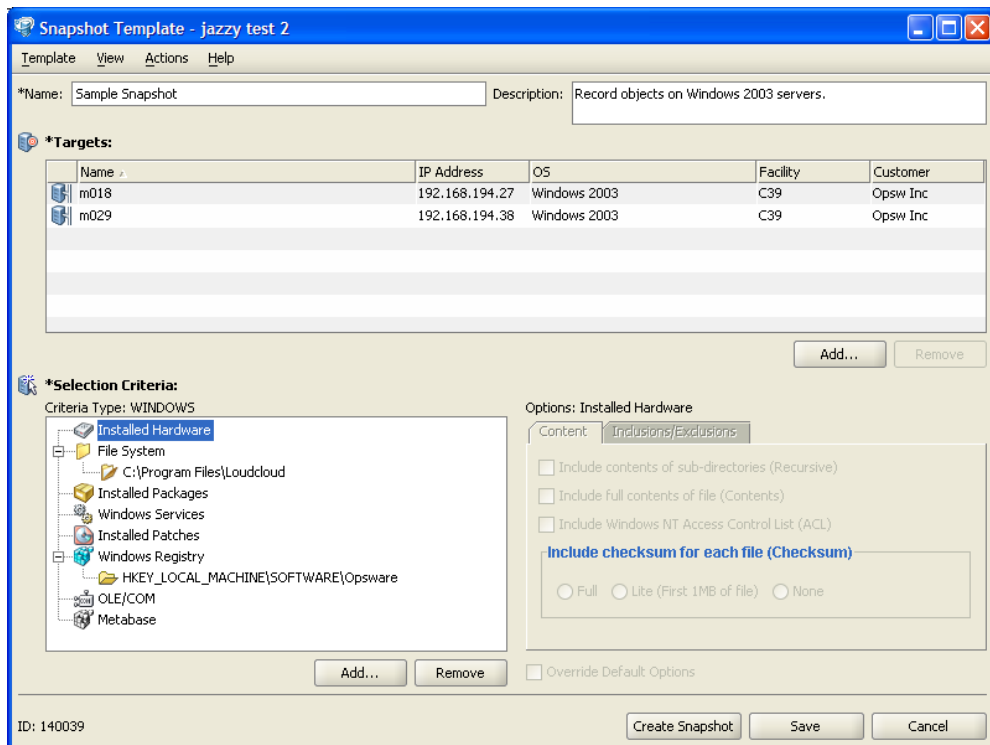 Snapshot Template - jazzy test 2
Template View Actions Help
*Name: Sample Snapshot Description: Record objects on Windows 2003 servers.
*Targets:
Name IP Address OS Facility Customer
m018 192.168.194.27 Windows 2003 C39 Opsw Inc
m029 192.168.194.38 Windows 2003 C39 Opsw Inc
Add... Remove
*Selection Criteria:
Criteria Type: WINDOWS
Installed Hardware
File System
C:\Program Files\Loudcloud
Installed Packages
Windows Services
Installed Patches
Windows Registry
HKEY_LOCAL_MACHINE\SOFTWARE\Opsware
OLE/COM
Metabase
Add... Remove
Options: Installed Hardware
Content Inclusions/Exclusions
Include contents of sub-directories (Recursive)
Include full contents of file (Contents)
Include Windows NT Access Control List (ACL)
Include checksum for each file (Checksum)
Full Lite (First 1MB of file) None
Override Default Options
ID: 140039 Create Snapshot Save Cancel